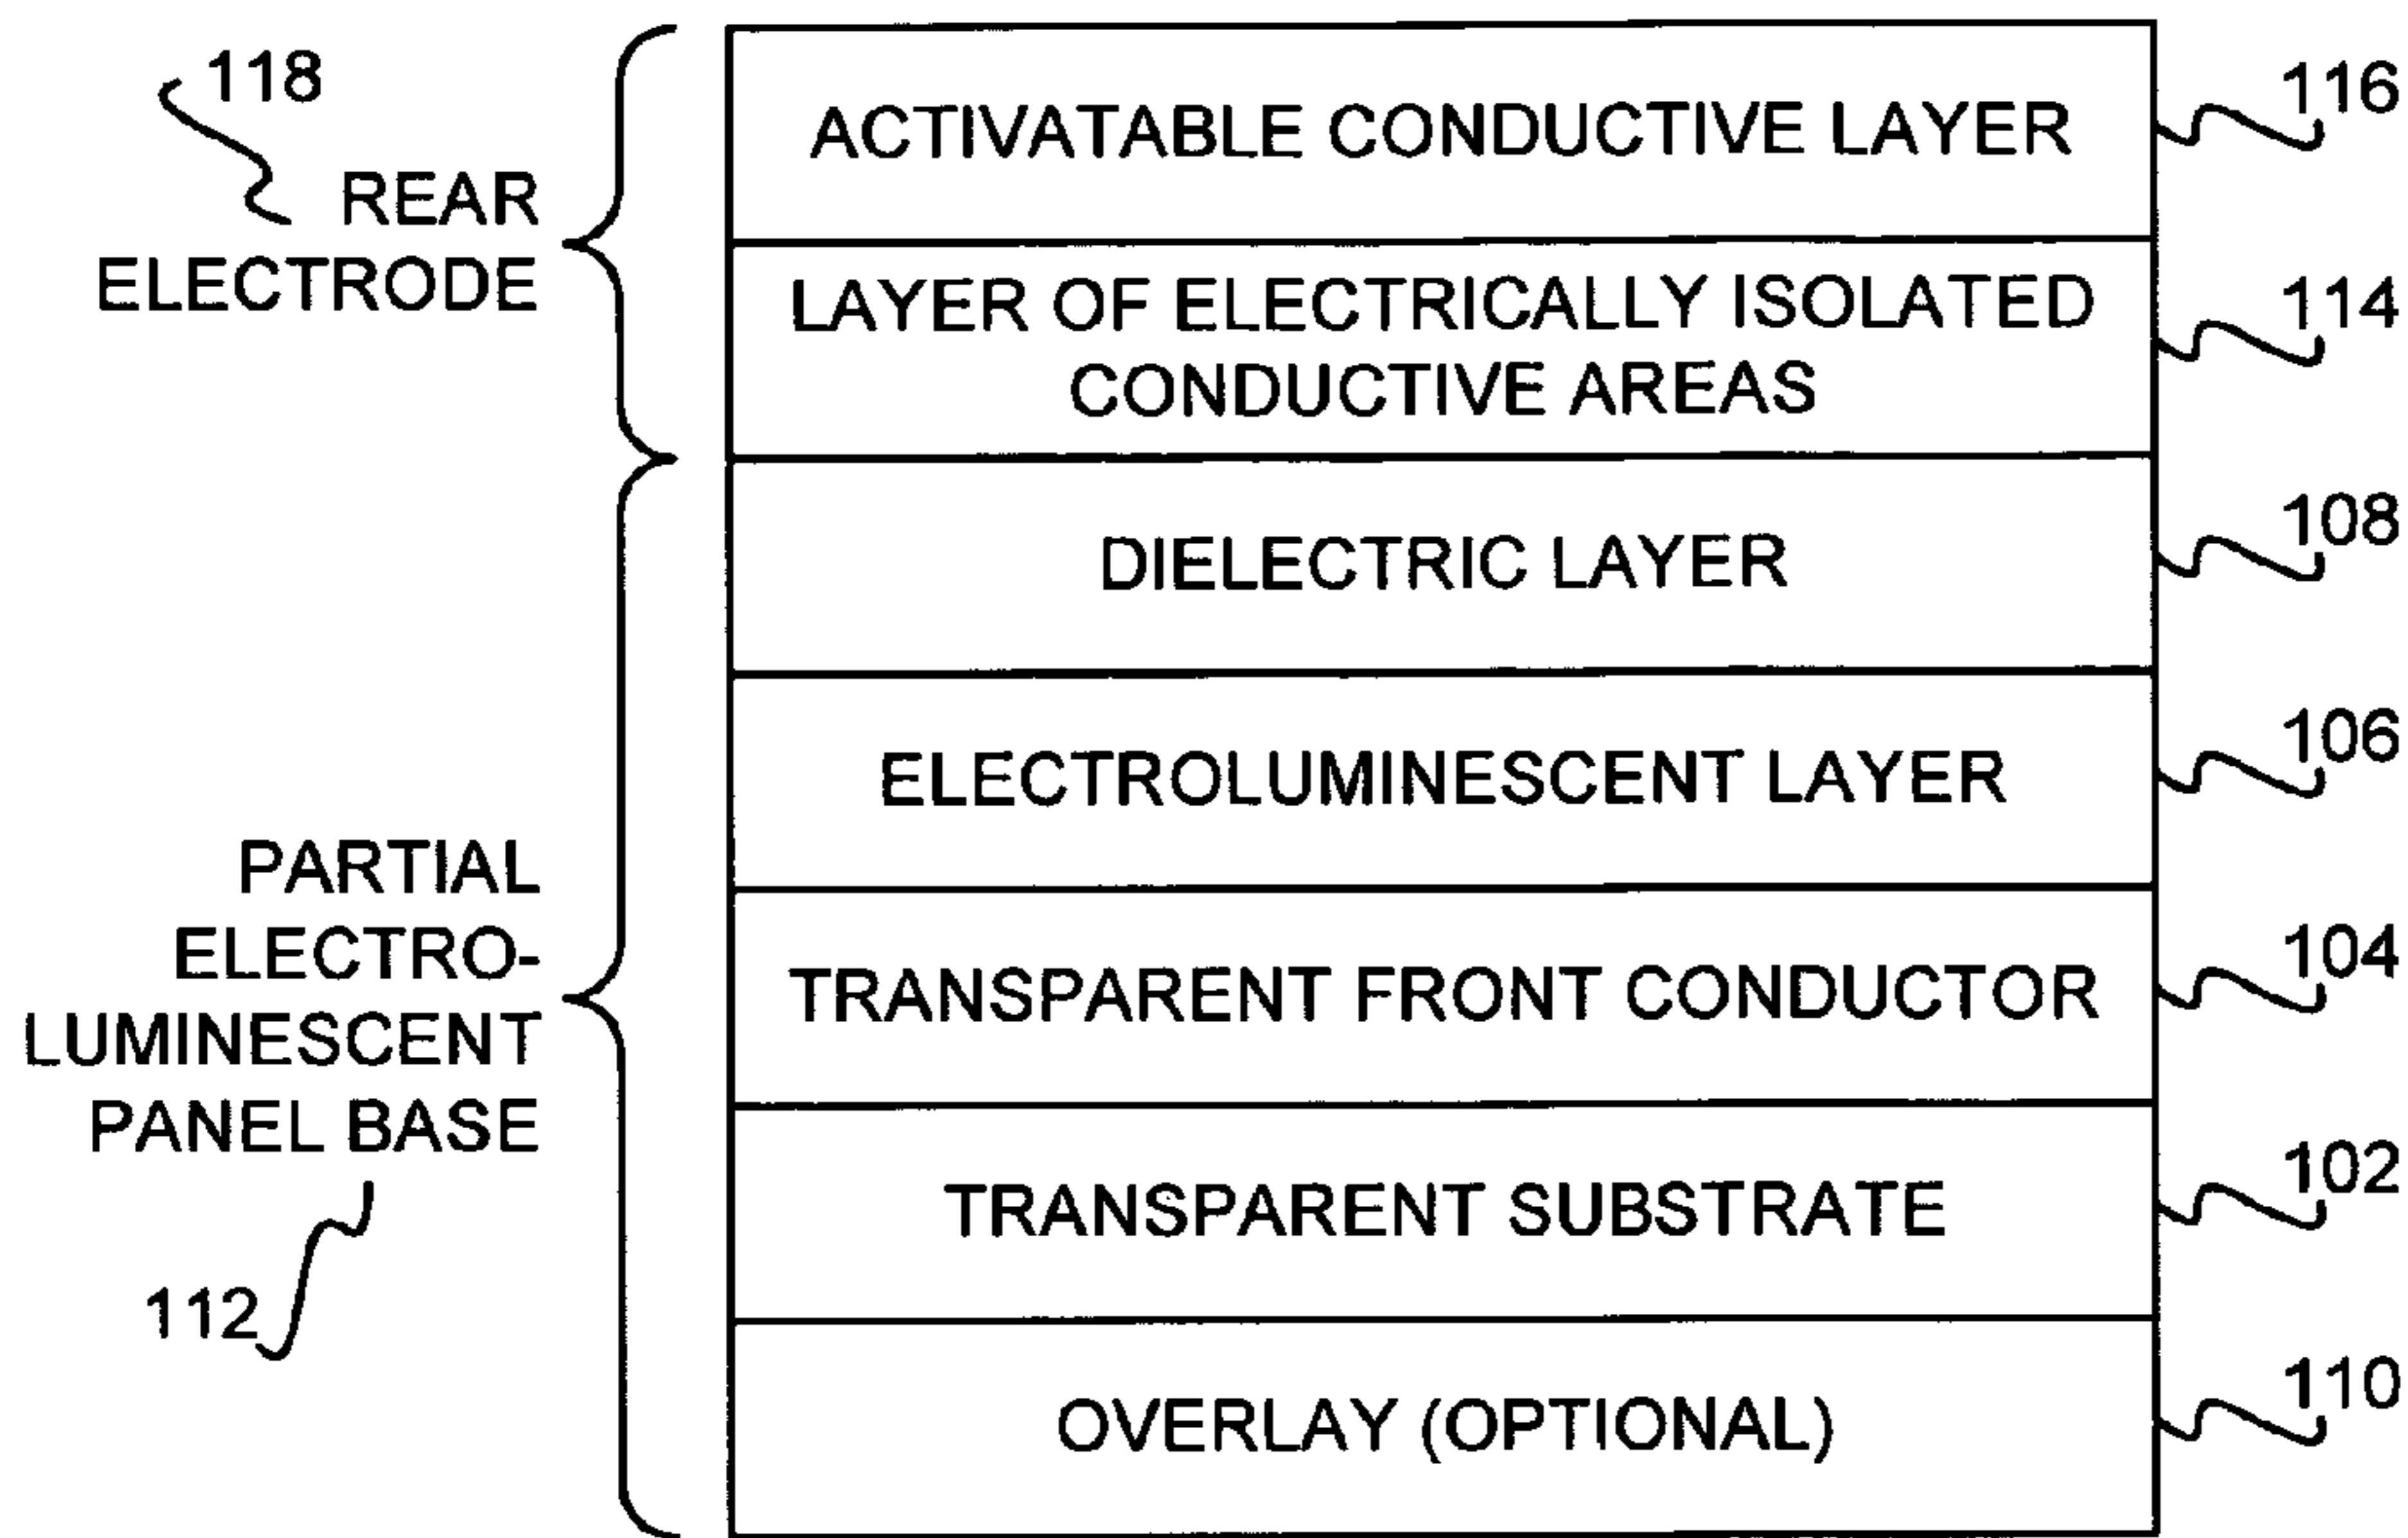 118
REAR
ELECTRODE
ACTIVATABLE CONDUCTIVE LAYER
116
LAYER OF ELECTRICALLY ISOLATED
CONDUCTIVE AREAS
114
DIELECTRIC LAYER
108
ELECTROLUMINESCENT LAYER
106
PARTIAL
ELECTRO-
LUMINESCENT
PANEL BASE
112
TRANSPARENT FRONT CONDUCTOR
104
TRANSPARENT SUBSTRATE
102
OVERLAY (OPTIONAL)
110